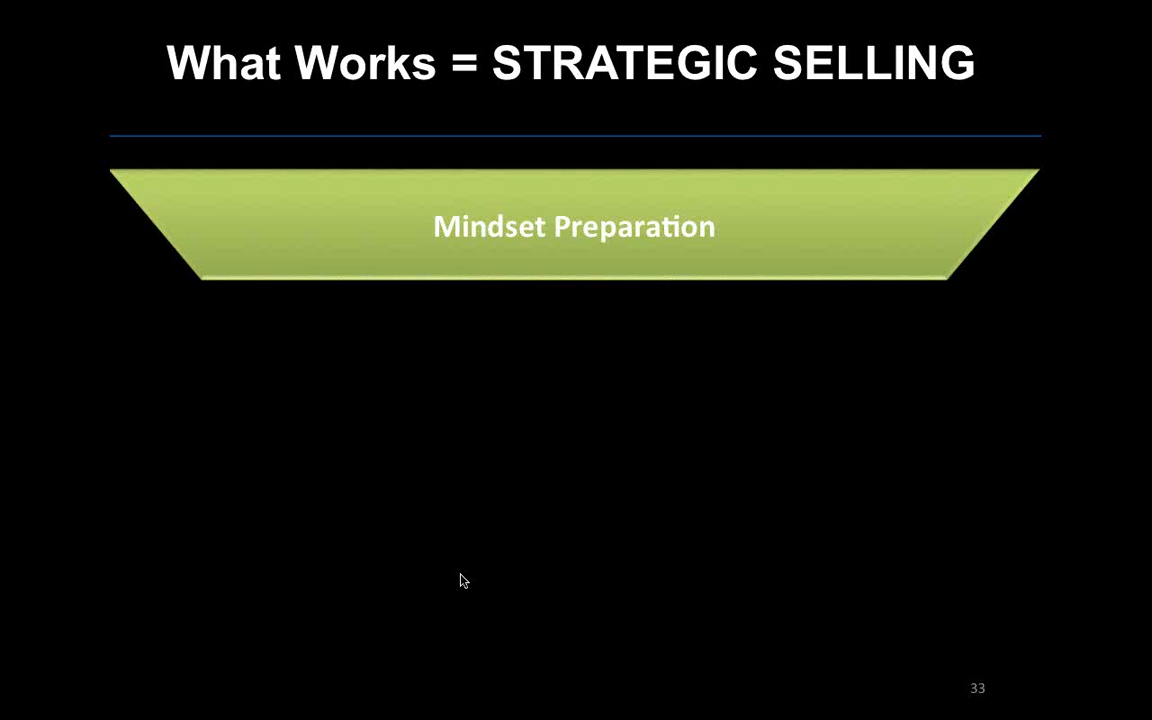 What Works = STRATEGIC SELLING
Mindset Preparation
33